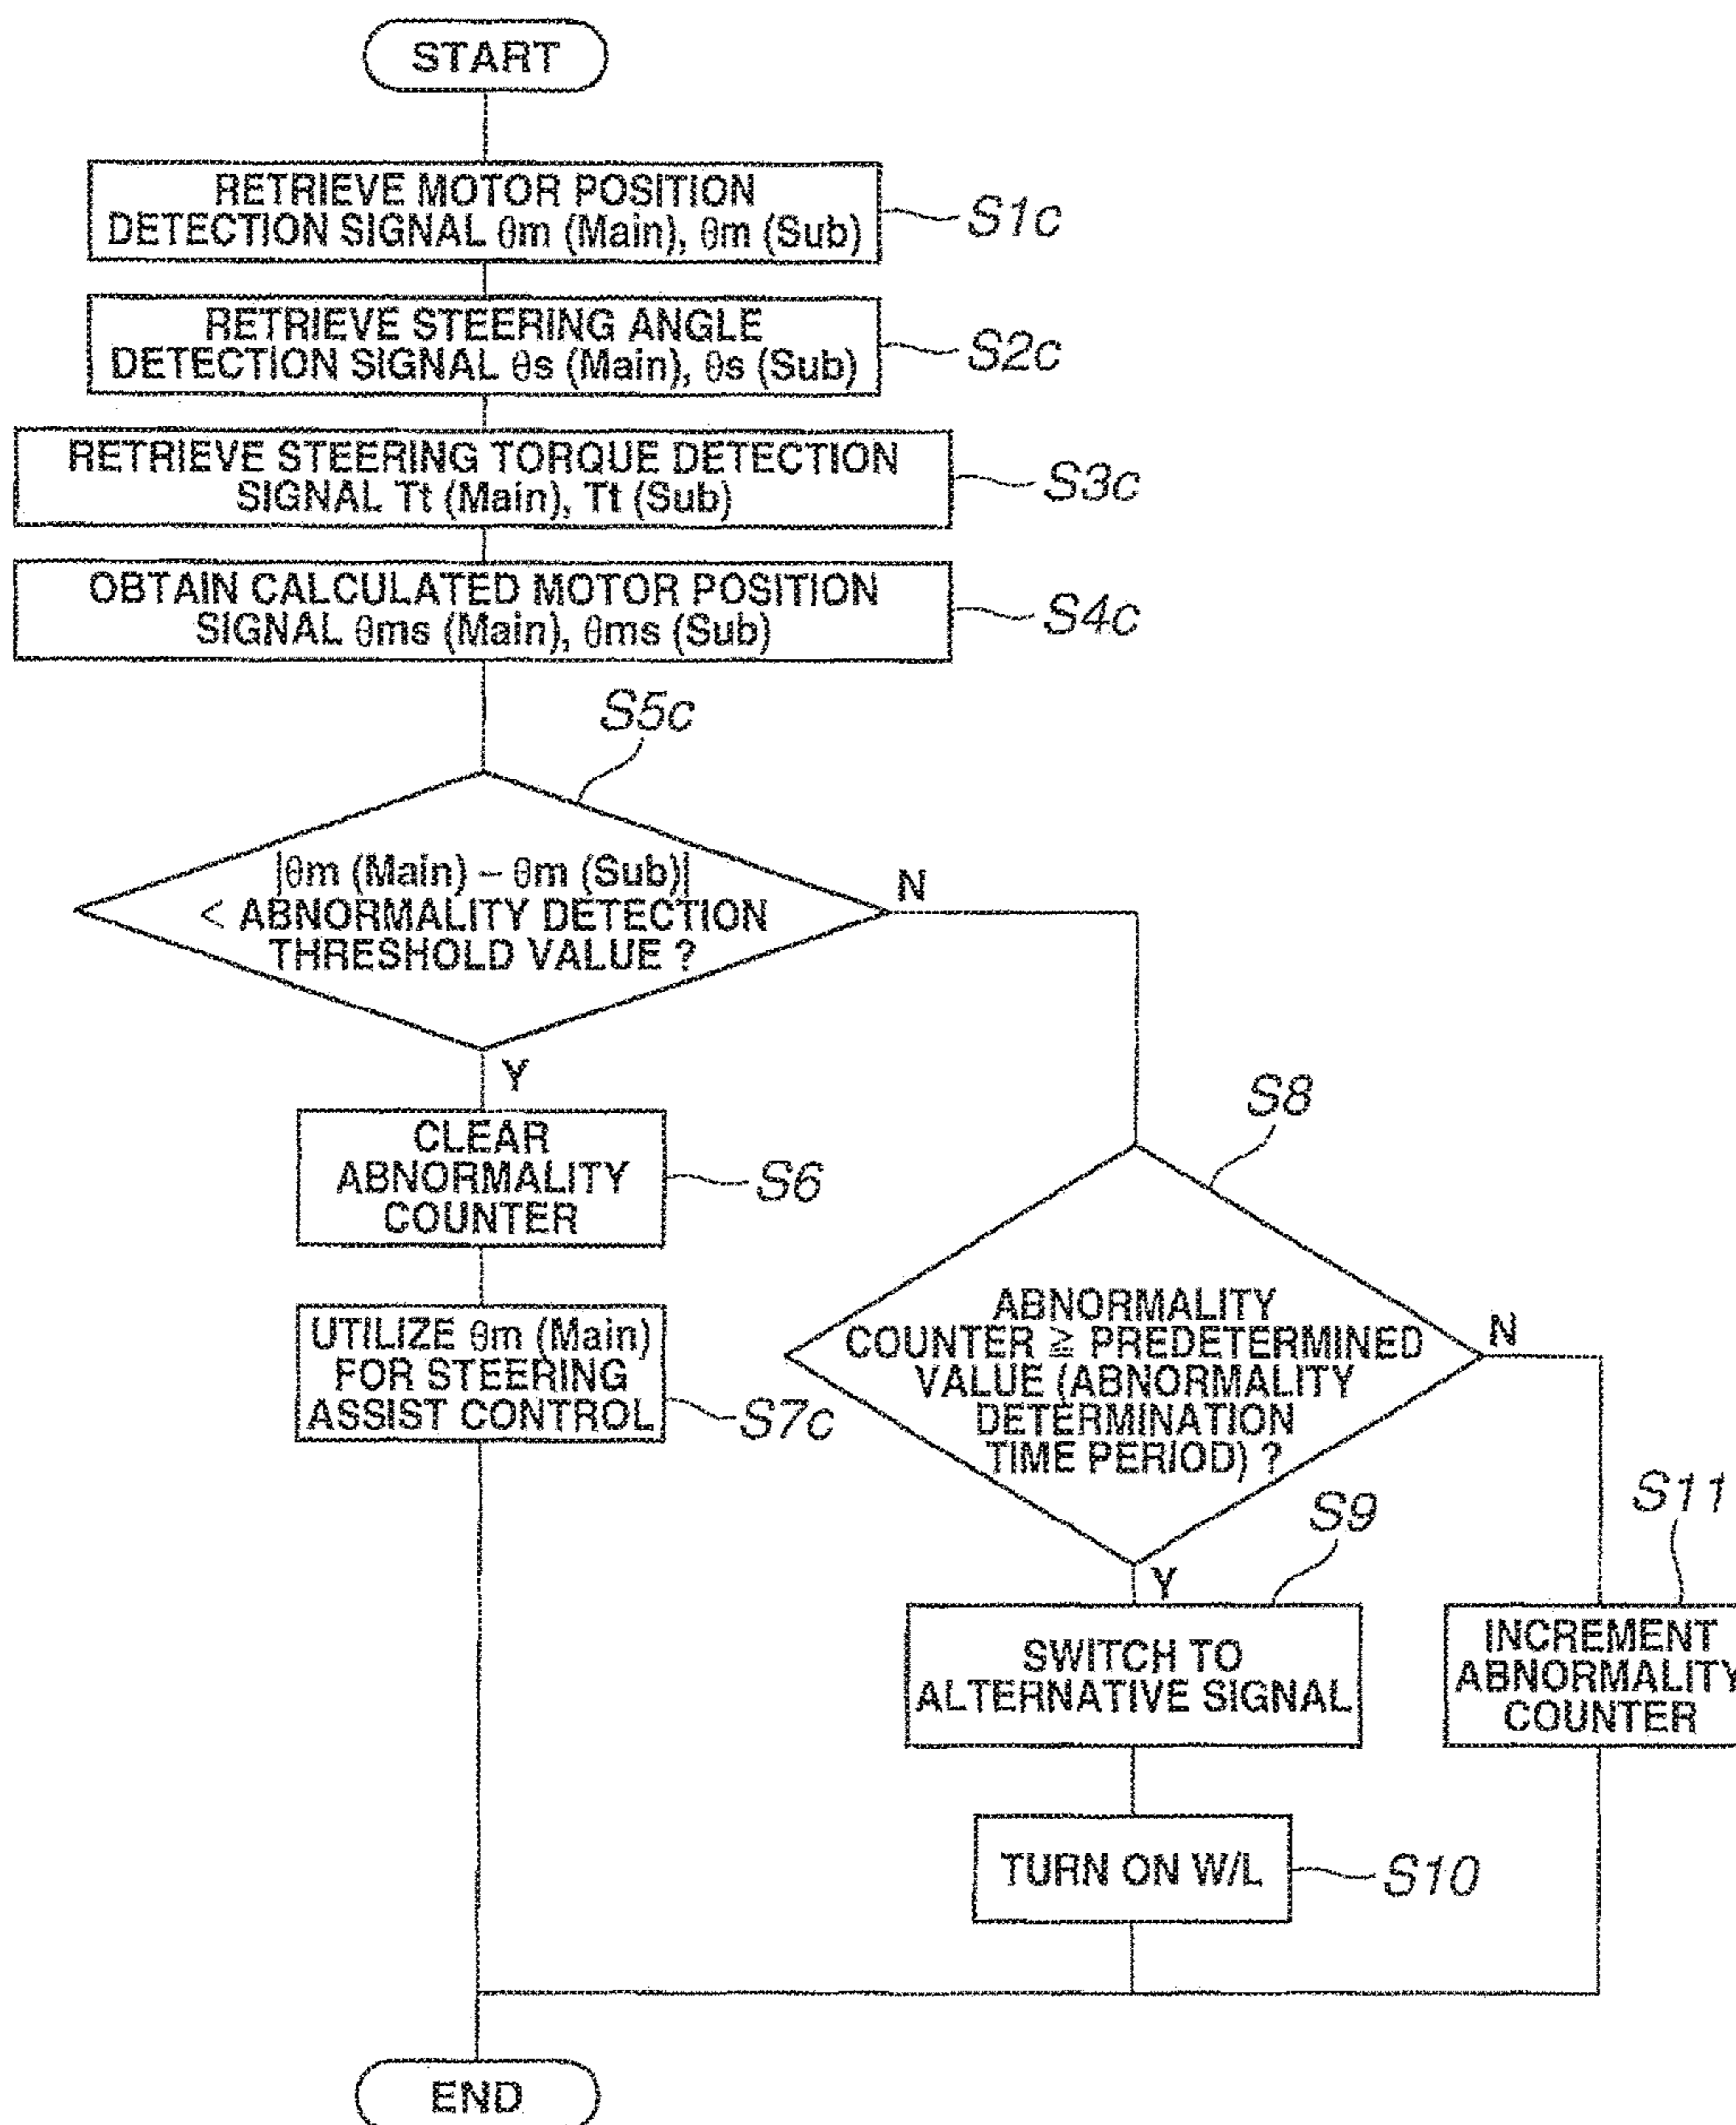 START
RETRIEVE MOTOR POSITION
DETECTION SIGNAL θm (Main), θm (Sub)
S1c
RETRIEVE STEERING ANGLE
DETECTION SIGNAL θs (Main), θs (Sub)
S2c
RETRIEVE STEERING TORQUE DETECTION
SIGNAL Tt (Main), Tt (Sub)
S3c
OBTAIN CALCULATED MOTOR POSITION
SIGNAL θms (Main), θms (Sub)
S4c
S5c
|θm (Main) – θm (Sub)|
< ABNORMALITY DETECTION
THRESHOLD VALUE ?
N
Y
CLEAR
ABNORMALITY
COUNTER
S6
UTILIZE θm (Main)
FOR STEERING
ASSIST CONTROL
S7c
S8
ABNORMALITY
COUNTER ≧ PREDETERMINED
VALUE (ABNORMALITY
DETERMINATION
TIME PERIOD) ?
N
Y
S9
SWITCH TO
ALTERNATIVE SIGNAL
S11
INCREMENT
ABNORMALITY
COUNTER
TURN ON W/L
S10
END